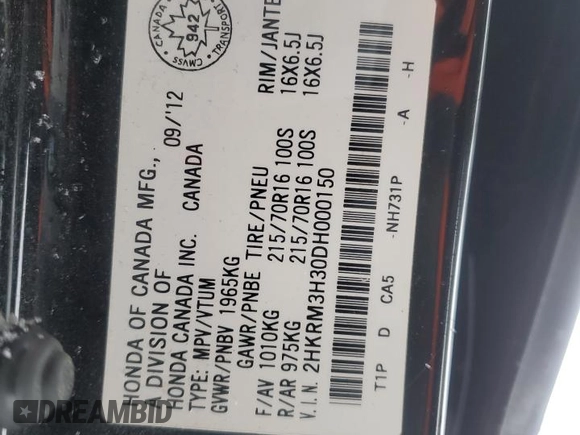 HONDA OF CANADA MFG.,
A DIVISION OF
HONDA CANADA INC.
09/'12
TYPE: MPV/VTUM CANADA
GVWR/PNBV 1965KG
GAWR/PNBE TIRE/PNEU RIM/JANTE
F/AV 1010KG 215/70R16 100S 16X6.5J
R/AR 975KG 215/70R16 100S 16X6.5J
V.I.N. 2HKRM3H30DH000150
T1P D CA5 -NH731P -A -H
CANADA
942
TRANSPORT
CMVSS
DREAMBID